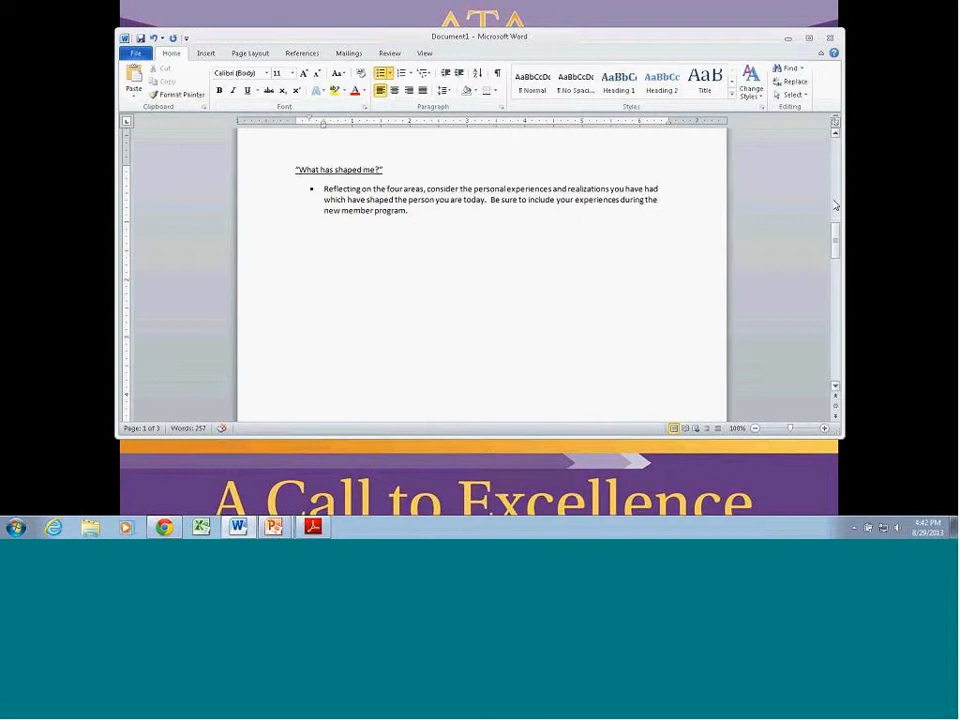 ΔΤΔ
Document1 - Microsoft Word
File Home Insert Page Layout References Mailings Review View
Paste
Cut
Copy
Format Painter
Clipboard
Calibri (Body) 11
Font
Paragraph
AaBbCcDc AaBbCcDc AaBbC AaBbCc AaB
¶ Normal ¶ No Spaci... Heading 1 Heading 2 Title
Change
Styles
Styles
Find
Replace
Select
Editing
"What has shaped me?"
• Reflecting on the four areas, consider the personal experiences and realizations you have had
which have shaped the person you are today. Be sure to include your experiences during the
new member program.
Page: 1 of 3 Words: 257
100%
A Call to Excellence
4:42 PM
8/29/2013